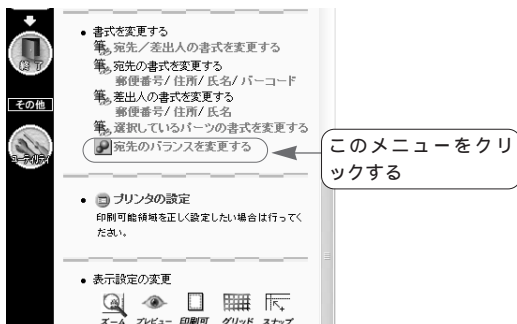 終了
その他
ユーティリティ
● 書式を変更する
筆。宛先／差出人の書式を変更する
筆。宛先の書式を変更する
郵便番号/ 住所/ 氏名/ バーコード
筆。差出人の書式を変更する
郵便番号/ 住所/ 氏名
筆。選択しているパーツの書式を変更する
宛先のバランスを変更する
このメニューをクリ
ックする
● プリンタの設定
印刷可能領域を正しく設定したい場合は行ってく
ださい。
● 表示設定の変更
ズーム プレビュー 印刷可 グリッド スナップ